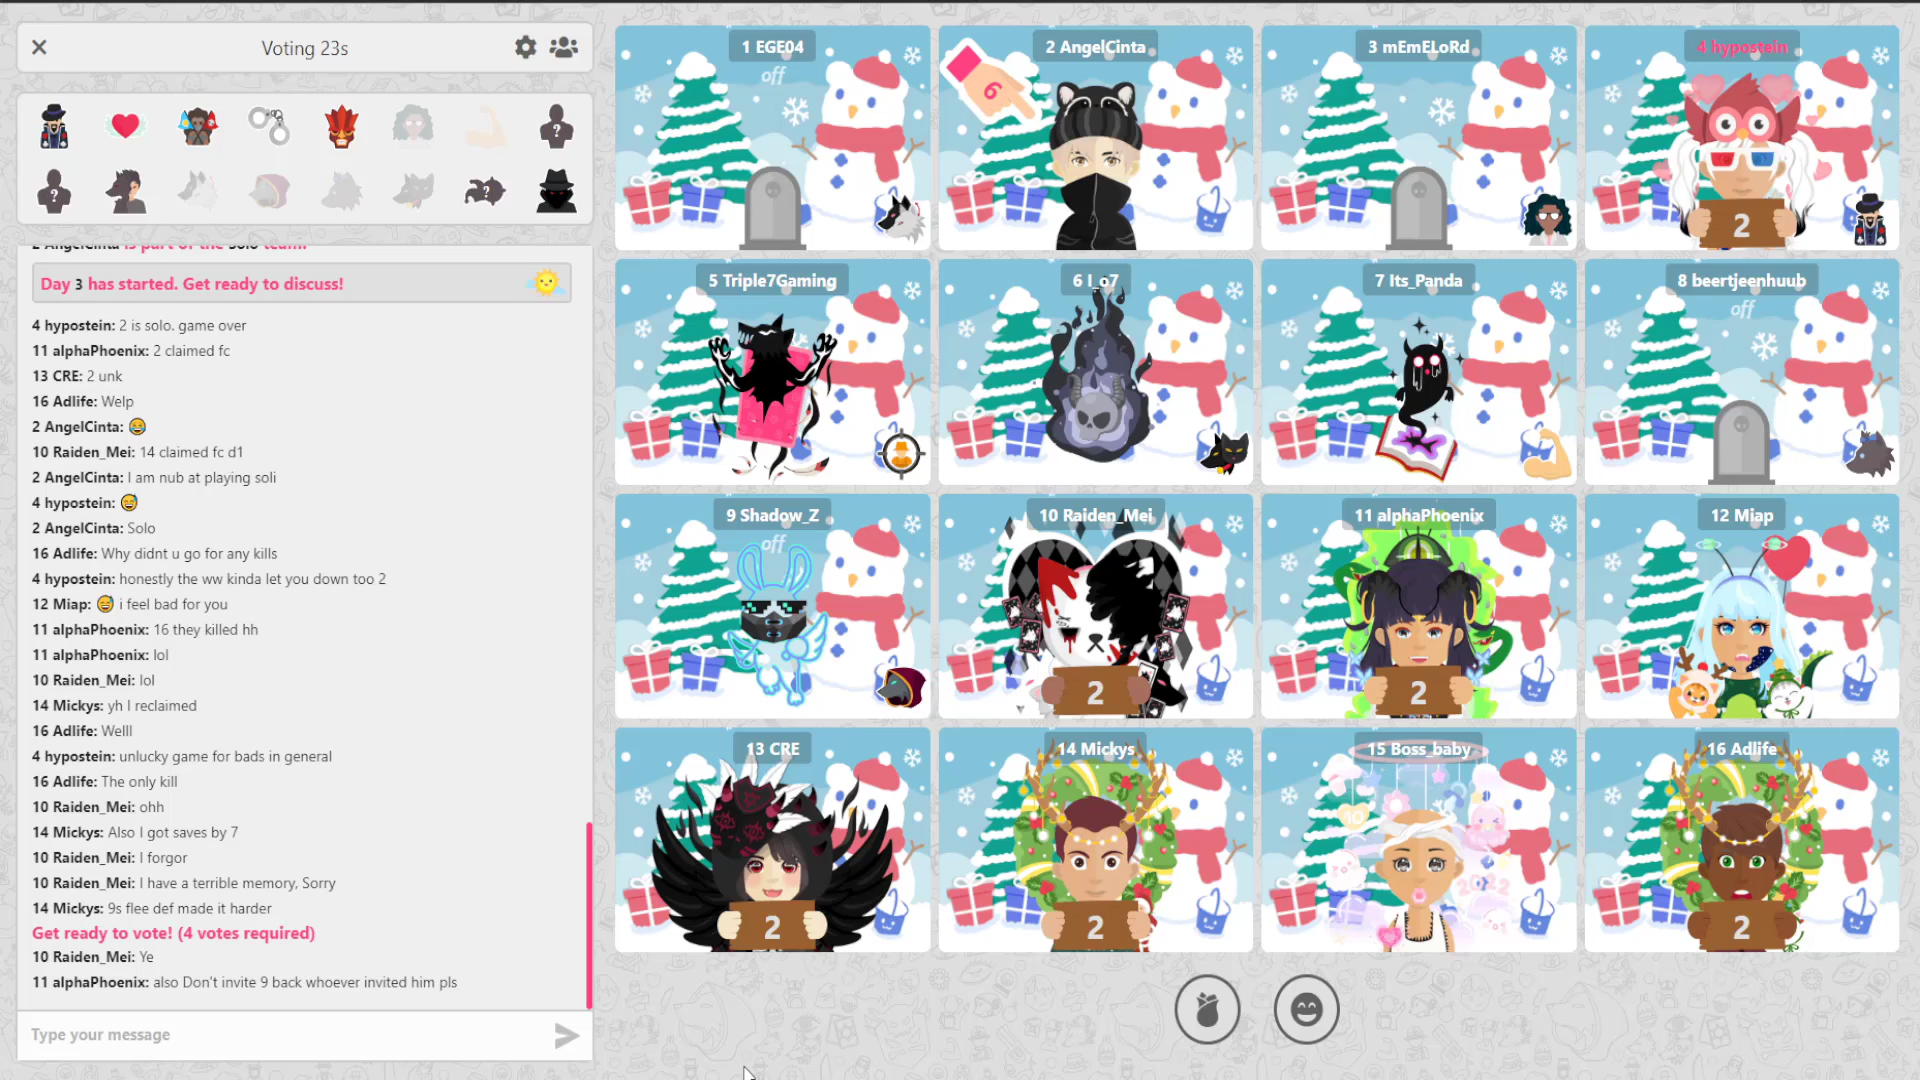 Voting 23s
2 AngelCinta is part of the Solo team!
Day 3 has started. Get ready to discuss!
4 hypostein: 2 is solo. game over
11 alphaPhoenix: 2 claimed fc
13 CRE: 2 unk
16 Adlife: Welp
2 AngelCinta: 😂
10 Raiden_Mei: 14 claimed fc d1
2 AngelCinta: I am nub at playing soli
4 hypostein: 😅
2 AngelCinta: Solo
16 Adlife: Why didnt u go for any kills
4 hypostein: honestly the ww kinda let you down too 2
12 Miap: 😅 i feel bad for you
11 alphaPhoenix: 16 they killed hh
11 alphaPhoenix: lol
10 Raiden_Mei: lol
14 Mickys: yh I reclaimed
16 Adlife: Welll
4 hypostein: unlucky game for bads in general
16 Adlife: The only kill
10 Raiden_Mei: ohh
14 Mickys: Also I got saves by 7
10 Raiden_Mei: I forgor
10 Raiden_Mei: I have a terrible memory, Sorry
14 Mickys: 9s flee def made it harder
Get ready to vote! (4 votes required)
10 Raiden_Mei: Ye
11 alphaPhoenix: also Don't invite 9 back whoever invited him pls
Type your message
1 EGE04
off
2 AngelCinta
6
3 mEmELoRd
4 hypostein
2
5 Triple7Gaming
6 I_o7
7 Its_Panda
8 beertjeenhuub
off
9 Shadow_Z
off
10 Raiden_Mei
2
11 alphaPhoenix
2
12 Miap
13 CRE
2
14 Mickys
2
15 Boss_baby
2022
16 Adlife
2